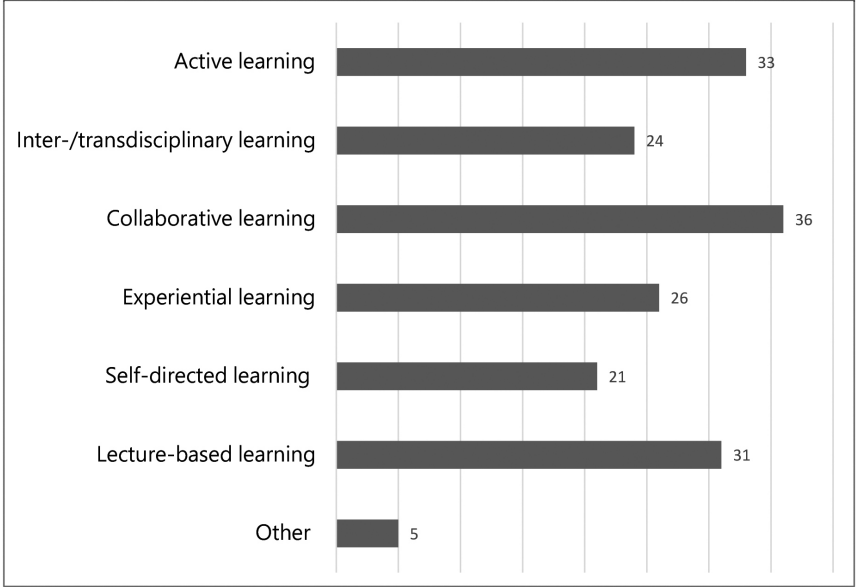 Active learning 33
Inter-/transdisciplinary learning 24
Collaborative learning 36
Experiential learning 26
Self-directed learning 21
Lecture-based learning 31
Other 5